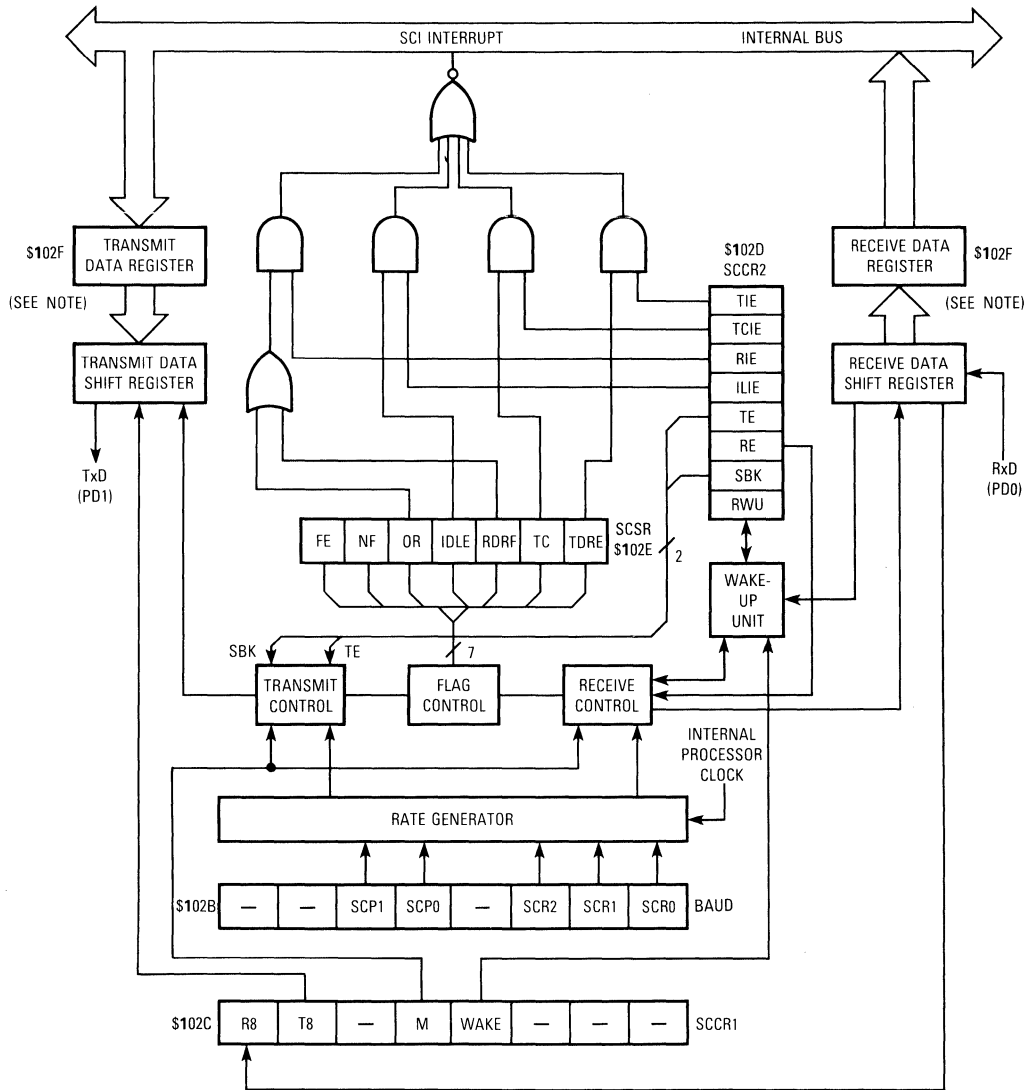 SCI INTERRUPT
INTERNAL BUS
$102F
TRANSMIT
DATA REGISTER
(SEE NOTE)
TRANSMIT DATA
SHIFT REGISTER
TxD
(PD1)
RECEIVE DATA
REGISTER
$102F
(SEE NOTE)
RECEIVE DATA
SHIFT REGISTER
RxD
(PD0)
$102D
SCCR2
TIE
TCIE
RIE
ILIE
TE
RE
SBK
RWU
FE NF OR IDLE RDRF TC TDRE
SCSR
$102E
2
WAKE-
UP
UNIT
SBK
TE
7
TRANSMIT
CONTROL
FLAG
CONTROL
RECEIVE
CONTROL
INTERNAL
PROCESSOR
CLOCK
RATE GENERATOR
$102B — — SCP1 SCP0 — SCR2 SCR1 SCR0 BAUD
$102C R8 T8 — M WAKE — — — SCCR1